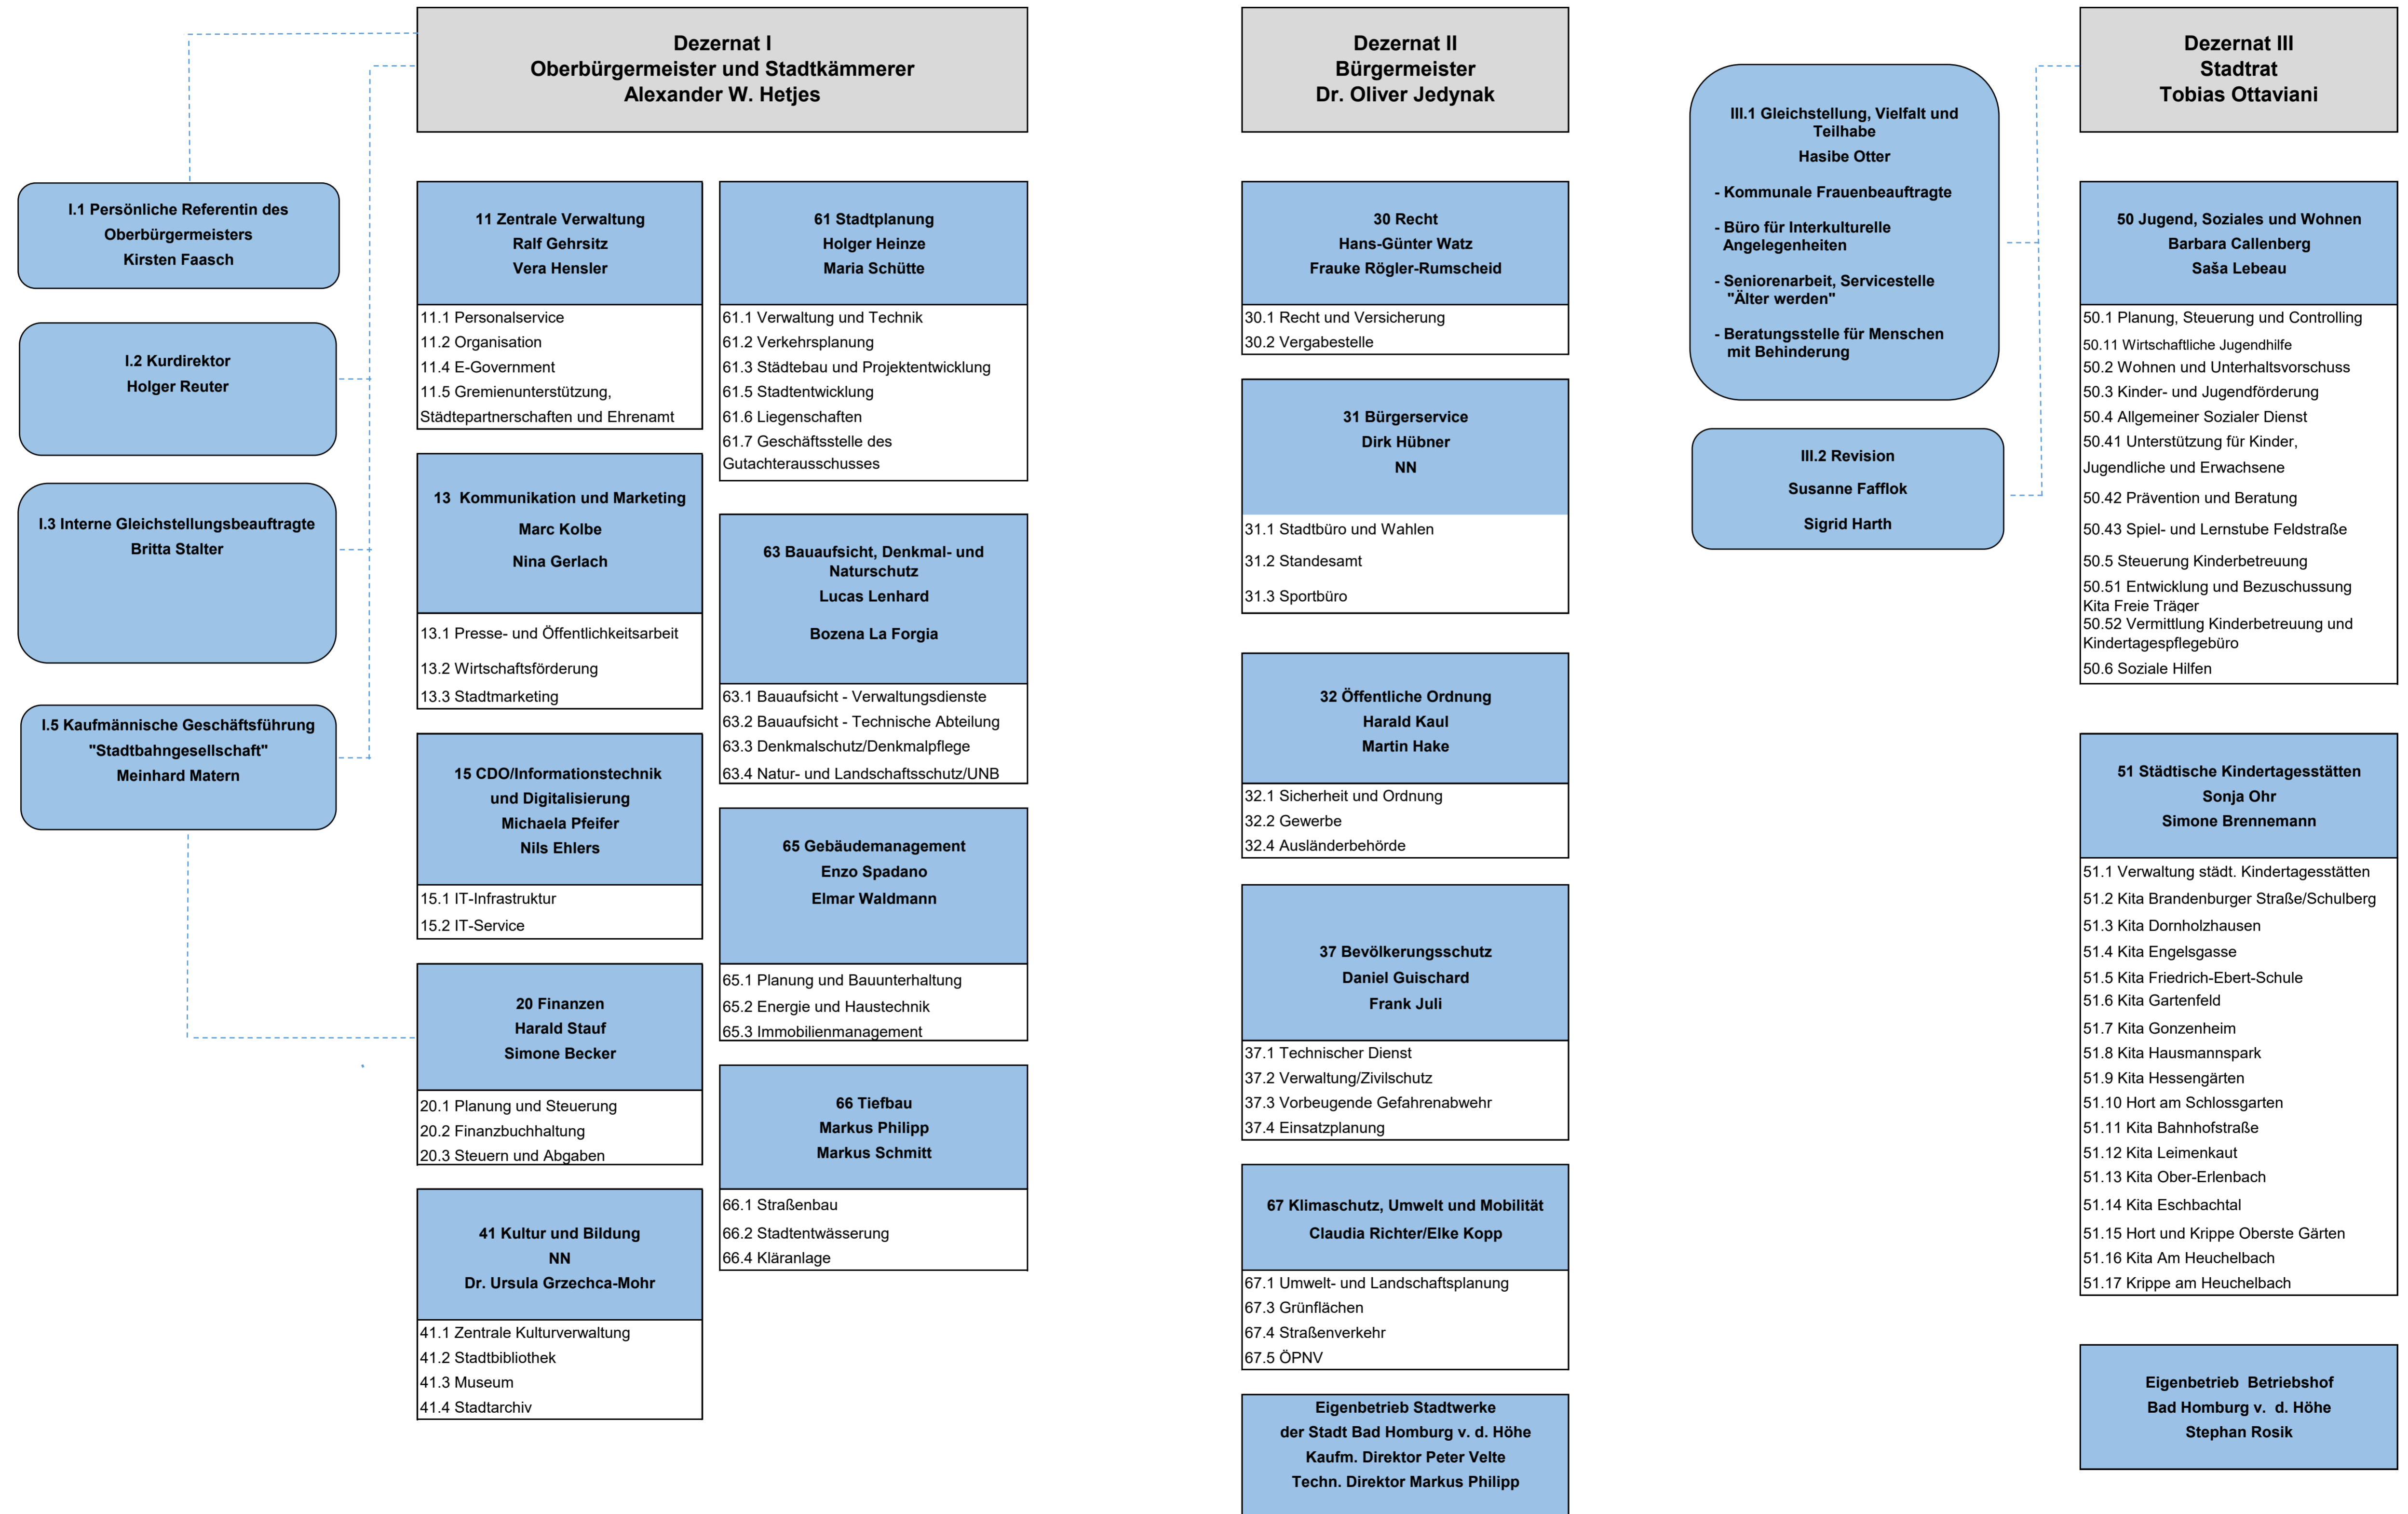 Dezernat I
Oberbürgermeister und Stadtkämmerer
Alexander W. Hetjes
I.1 Persönliche Referentin des
Oberbürgermeisters
Kirsten Faasch
I.2 Kurdirektor
Holger Reuter
I.3 Interne Gleichstellungsbeauftragte
Britta Stalter
I.5 Kaufmännische Geschäftsführung
"Stadtbahngesellschaft"
Meinhard Matern
11 Zentrale Verwaltung
Ralf Gehrsitz
Vera Hensler
11.1 Personalservice
11.2 Organisation
11.4 E-Government
11.5 Gremienunterstützung,
Städtepartnerschaften und Ehrenamt
13  Kommunikation und Marketing
Marc Kolbe
Nina Gerlach
13.1 Presse- und Öffentlichkeitsarbeit
13.2 Wirtschaftsförderung
13.3 Stadtmarketing
15 CDO/Informationstechnik
und Digitalisierung
Michaela Pfeifer
Nils Ehlers
15.1 IT-Infrastruktur
15.2 IT-Service
20 Finanzen
Harald Stauf
Simone Becker
20.1 Planung und Steuerung
20.2 Finanzbuchhaltung
20.3 Steuern und Abgaben
41 Kultur und Bildung
NN
Dr. Ursula Grzechca-Mohr
41.1 Zentrale Kulturverwaltung
41.2 Stadtbibliothek
41.3 Museum
41.4 Stadtarchiv
61 Stadtplanung
Holger Heinze
Maria Schütte
61.1 Verwaltung und Technik
61.2 Verkehrsplanung
61.3 Städtebau und Projektentwicklung
61.5 Stadtentwicklung
61.6 Liegenschaften
61.7 Geschäftsstelle des
Gutachterausschusses
63 Bauaufsicht, Denkmal- und
Naturschutz
Lucas Lenhard
Bozena La Forgia
63.1 Bauaufsicht - Verwaltungsdienste
63.2 Bauaufsicht - Technische Abteilung
63.3 Denkmalschutz/Denkmalpflege
63.4 Natur- und Landschaftsschutz/UNB
65 Gebäudemanagement
Enzo Spadano
Elmar Waldmann
65.1 Planung und Bauunterhaltung
65.2 Energie und Haustechnik
65.3 Immobilienmanagement
66 Tiefbau
Markus Philipp
Markus Schmitt
66.1 Straßenbau
66.2 Stadtentwässerung
66.4 Kläranlage
Dezernat II
Bürgermeister
Dr. Oliver Jedynak
30 Recht
Hans-Günter Watz
Frauke Rögler-Rumscheid
30.1 Recht und Versicherung
30.2 Vergabestelle
31 Bürgerservice
Dirk Hübner
NN
31.1 Stadtbüro und Wahlen
31.2 Standesamt
31.3 Sportbüro
32 Öffentliche Ordnung
Harald Kaul
Martin Hake
32.1 Sicherheit und Ordnung
32.2 Gewerbe
32.4 Ausländerbehörde
37 Bevölkerungsschutz
Daniel Guischard
Frank Juli
37.1 Technischer Dienst
37.2 Verwaltung/Zivilschutz
37.3 Vorbeugende Gefahrenabwehr
37.4 Einsatzplanung
67 Klimaschutz, Umwelt und Mobilität
Claudia Richter/Elke Kopp
67.1 Umwelt- und Landschaftsplanung
67.3 Grünflächen
67.4 Straßenverkehr
67.5 ÖPNV
Eigenbetrieb Stadtwerke
der Stadt Bad Homburg v. d. Höhe
Kaufm. Direktor Peter Velte
Techn. Direktor Markus Philipp
Dezernat III
Stadtrat
Tobias Ottaviani
III.1 Gleichstellung, Vielfalt und
Teilhabe
Hasibe Otter
- Kommunale Frauenbeauftragte
- Büro für Interkulturelle
Angelegenheiten
- Seniorenarbeit, Servicestelle
"Älter werden"
- Beratungsstelle für Menschen
mit Behinderung
III.2 Revision
Susanne Fafflok
Sigrid Harth
50 Jugend, Soziales und Wohnen
Barbara Callenberg
Saša Lebeau
50.1 Planung, Steuerung und Controlling
50.11 Wirtschaftliche Jugendhilfe
50.2 Wohnen und Unterhaltsvorschuss
50.3 Kinder- und Jugendförderung
50.4 Allgemeiner Sozialer Dienst
50.41 Unterstützung für Kinder,
Jugendliche und Erwachsene
50.42 Prävention und Beratung
50.43 Spiel- und Lernstube Feldstraße
50.5 Steuerung Kinderbetreuung
50.51 Entwicklung und Bezuschussung
Kita Freie Träger
50.52 Vermittlung Kinderbetreuung und
Kindertagespflegebüro
50.6 Soziale Hilfen
51 Städtische Kindertagesstätten
Sonja Ohr
Simone Brennemann
51.1 Verwaltung städt. Kindertagesstätten
51.2 Kita Brandenburger Straße/Schulberg
51.3 Kita Dornholzhausen
51.4 Kita Engelsgasse
51.5 Kita Friedrich-Ebert-Schule
51.6 Kita Gartenfeld
51.7 Kita Gonzenheim
51.8 Kita Hausmannspark
51.9 Kita Hessengärten
51.10 Hort am Schlossgarten
51.11 Kita Bahnhofstraße
51.12 Kita Leimenkaut
51.13 Kita Ober-Erlenbach
51.14 Kita Eschbachtal
51.15 Hort und Krippe Oberste Gärten
51.16 Kita Am Heuchelbach
51.17 Krippe am Heuchelbach
Eigenbetrieb  Betriebshof
Bad Homburg v.  d. Höhe
Stephan Rosik